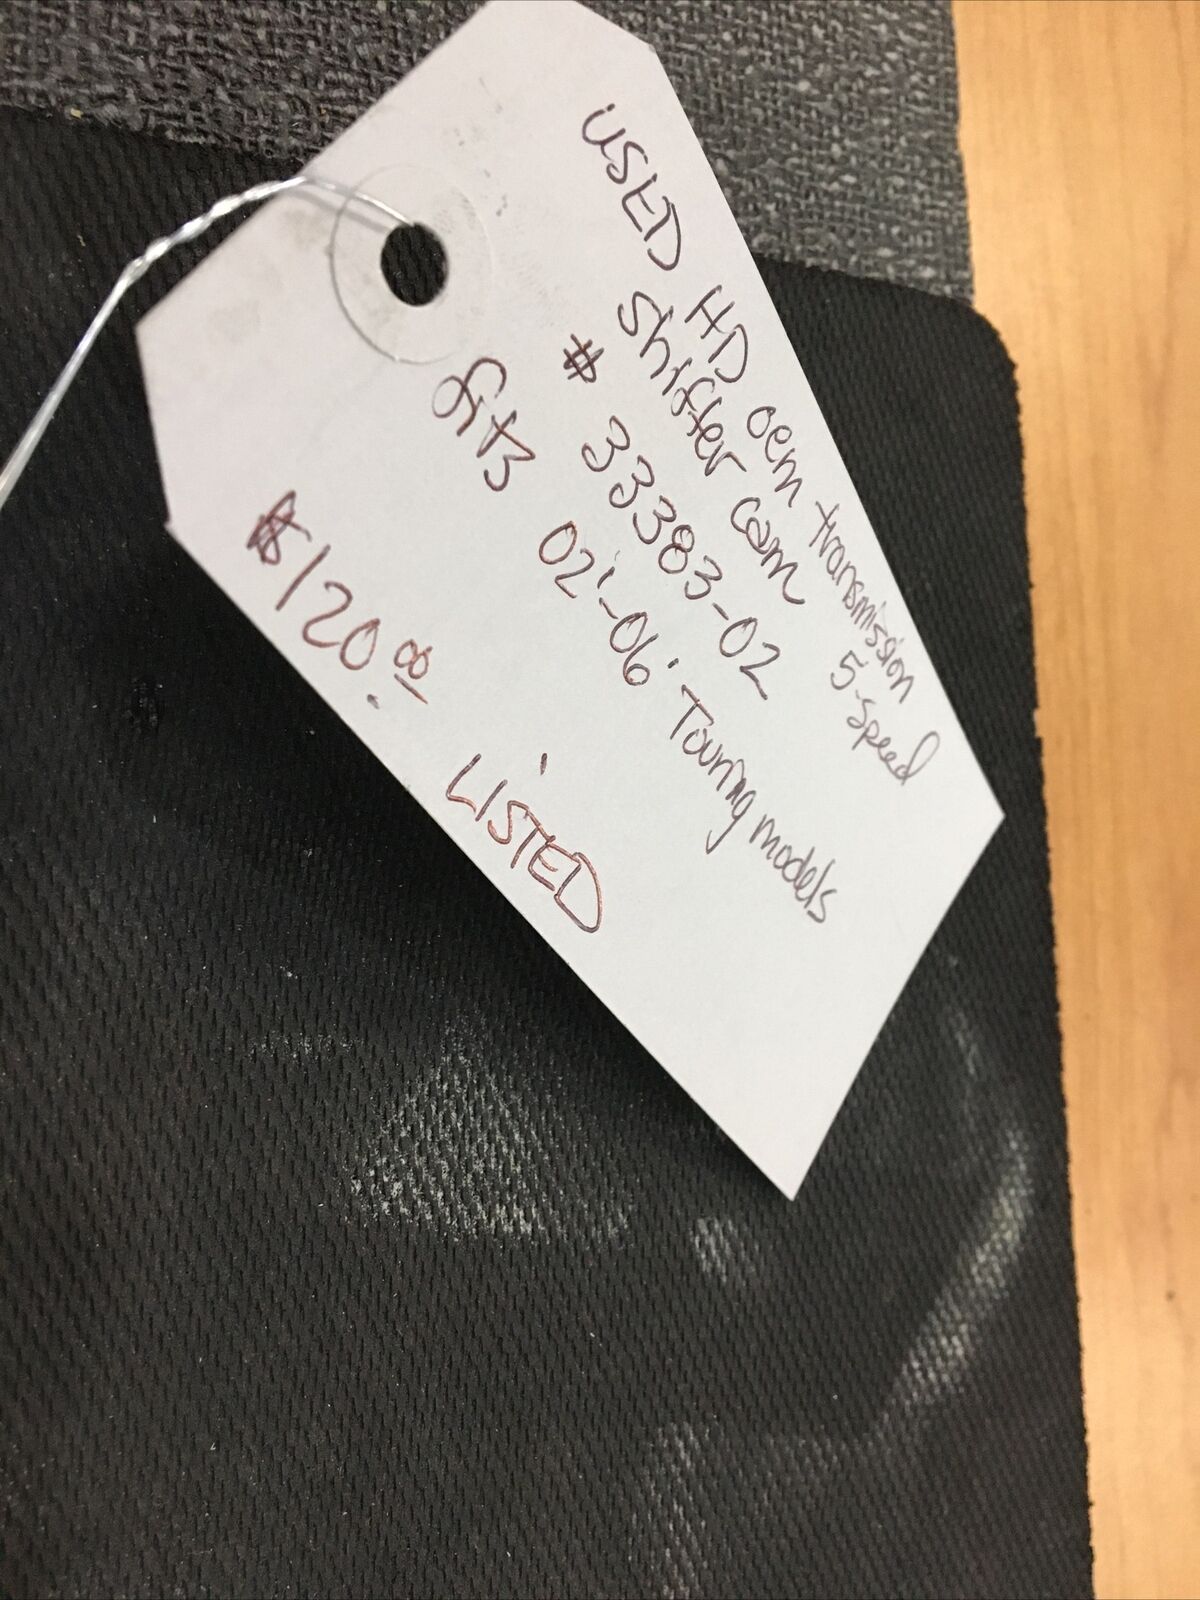 USED HD oem transmission
Shifter cam 5-speed
# 33383-02
fits 02'-06' Touring models
$120.00
LISTED